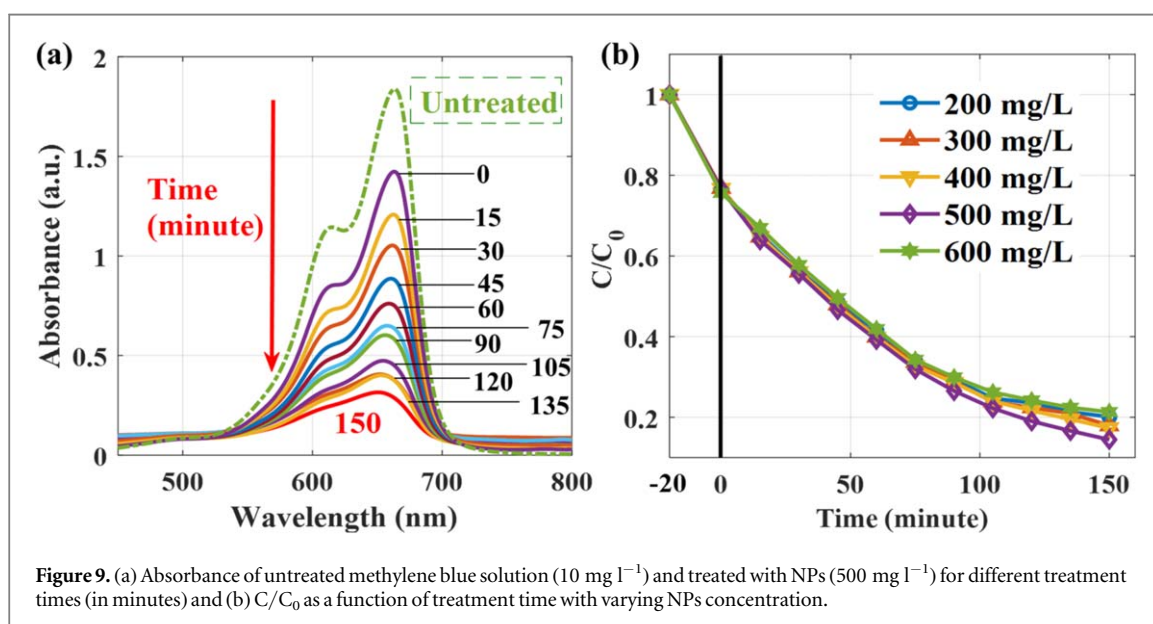 (a)
2
1.5
1
0.5
0
Absorbance (a.u.)
500
600
700
800
Wavelength (nm)
Time
(minute)
Untreated
0
15
30
45
60
75
90
105
120
135
150
(b)
1
0.8
0.6
0.4
0.2
C/C0
-20
0
50
100
150
Time (minute)
200 mg/L
300 mg/L
400 mg/L
500 mg/L
600 mg/L
Figure 9. (a) Absorbance of untreated methylene blue solution (10 mg l−1) and treated with NPs (500 mg l−1) for different treatment
times (in minutes) and (b) C/C0 as a function of treatment time with varying NPs concentration.